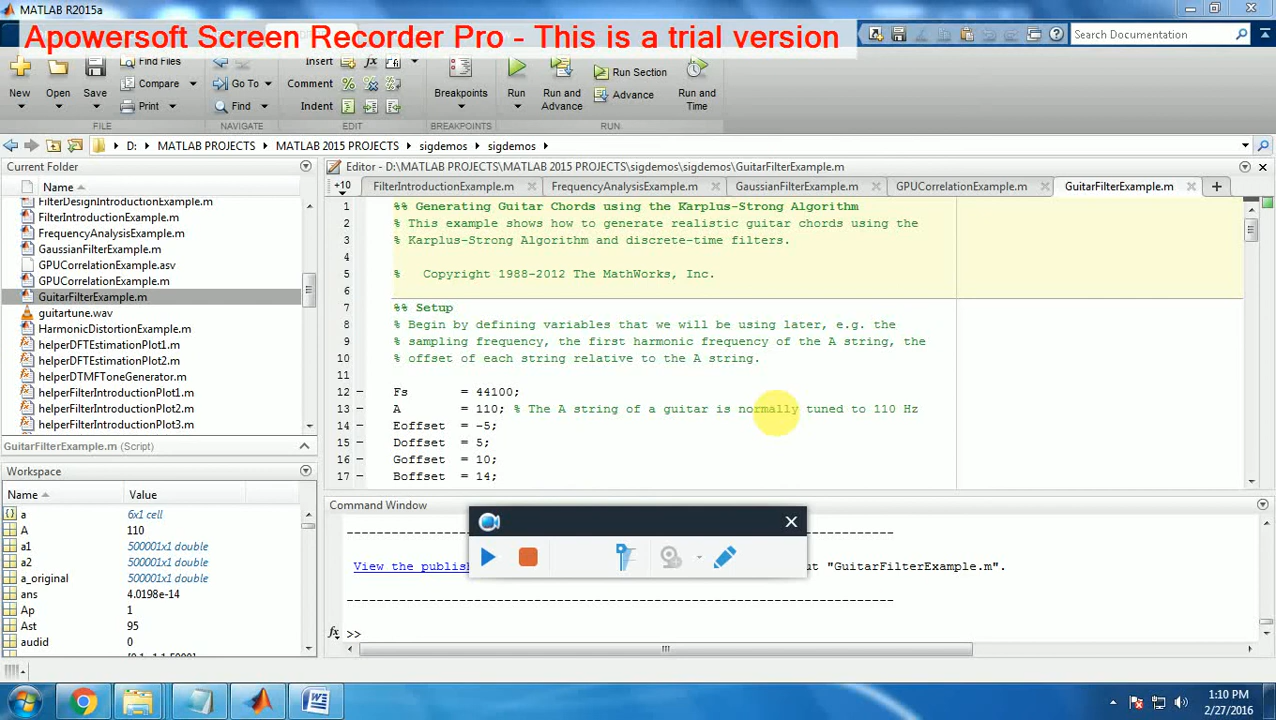 MATLAB R2015a
Apowersoft Screen Recorder Pro - This is a trial version
Search Documentation
New
Open
Save
Find Files
Compare
Print
Go To
Find
Insert
Comment
Indent
fx
Breakpoints
Run
Run and Advance
Run Section
Advance
Run and Time
FILE
NAVIGATE
EDIT
BREAKPOINTS
RUN
D: MATLAB PROJECTS MATLAB 2015 PROJECTS sigdemos sigdemos
Current Folder
Name
FilterDesignIntroductionExample.m
FilterIntroductionExample.m
FrequencyAnalysisExample.m
GaussianFilterExample.m
GPUCorrelationExample.asv
GPUCorrelationExample.m
GuitarFilterExample.m
guitartune.wav
HarmonicDistortionExample.m
helperDFTEstimationPlot1.m
helperDFTEstimationPlot2.m
helperDTMFToneGenerator.m
helperFilterIntroductionPlot1.m
helperFilterIntroductionPlot2.m
helperFilterIntroductionPlot3.m
GuitarFilterExample.m (Script)
Workspace
Name Value
a 6x1 cell
A 110
a1 500001x1 double
a2 500001x1 double
a_original 500001x1 double
ans 4.0198e-14
Ap 1
Ast 95
audid 0
Editor - D:\MATLAB PROJECTS\MATLAB 2015 PROJECTS\sigdemos\sigdemos\GuitarFilterExample.m
+10 FilterIntroductionExample.m FrequencyAnalysisExample.m GaussianFilterExample.m GPUCorrelationExample.m GuitarFilterExample.m
1 %% Generating Guitar Chords using the Karplus-Strong Algorithm
2 % This example shows how to generate realistic guitar chords using the
3 % Karplus-Strong Algorithm and discrete-time filters.
4
5 % Copyright 1988-2012 The MathWorks, Inc.
6
7 %% Setup
8 % Begin by defining variables that we will be using later, e.g. the
9 % sampling frequency, the first harmonic frequency of the A string, the
10 % offset of each string relative to the A string.
11
12 – Fs = 44100;
13 – A = 110; % The A string of a guitar is normally tuned to 110 Hz
14 – Eoffset = -5;
15 – Doffset = 5;
16 – Goffset = 10;
17 – Boffset = 14;
Command Window
View the publis
"GuitarFilterExample.m".
fx >>
1:10 PM
2/27/2016